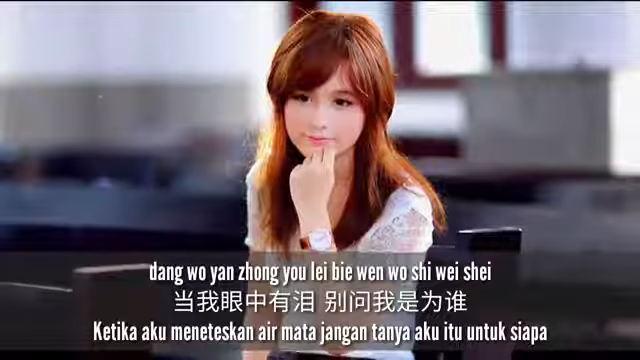 dang wo yan zhong you lei bie wen wo shi wei shei
当我眼中有泪 别问我是为谁
Ketika aku meneteskan air mata jangan tanya aku itu untuk siapa